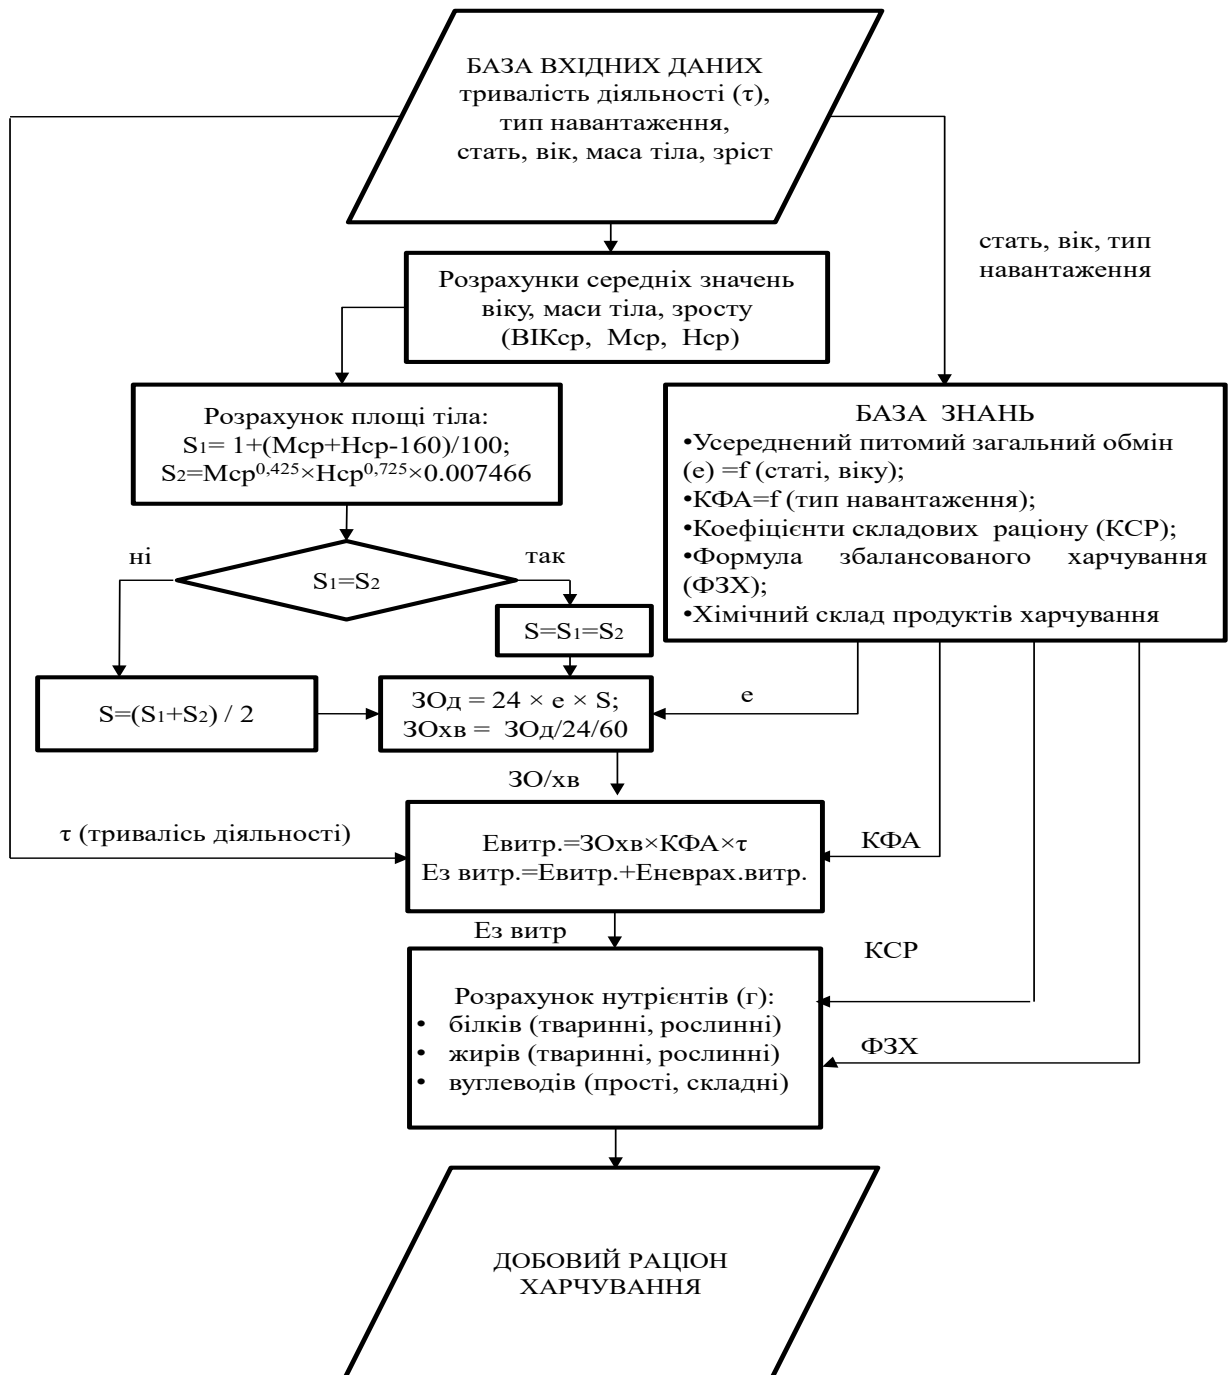 БАЗА ВХІДНИХ ДАНИХ
тривалість діяльності (τ),
тип навантаження,
стать, вік, маса тіла, зріст
стать, вік, тип
навантаження
Розрахунки середніх значень
віку, маси тіла, зросту
(ВІКср, Мср, Нср)
Розрахунок площі тіла:
S₁= 1+(Мср+Нср-160)/100;
S₂=Мср⁰,⁴²⁵×Нср⁰,⁷²⁵×0.007466
БАЗА ЗНАНЬ
•Усереднений питомий загальний обмін
(е) =f (статі, віку);
•КФА=f (тип навантаження);
•Коефіцієнти складових раціону (КСР);
•Формула збалансованого харчування
(ФЗХ);
•Хімічний склад продуктів харчування
ні
так
S₁=S₂
S=S₁=S₂
S=(S₁+S₂) / 2
ЗОд = 24 × е × S;
ЗОхв = ЗОд/24/60
е
ЗО/хв
τ (тривалісь діяльності)
Евитр.=ЗОхв×КФА×τ
Ез витр.=Евитр.+Еневрах.витр.
КФА
Ез витр
КСР
Розрахунок нутрієнтів (г):
• білків (тваринні, рослинні)
• жирів (тваринні, рослинні)
• вуглеводів (прості, складні)
ФЗХ
ДОБОВИЙ РАЦІОН
ХАРЧУВАННЯ